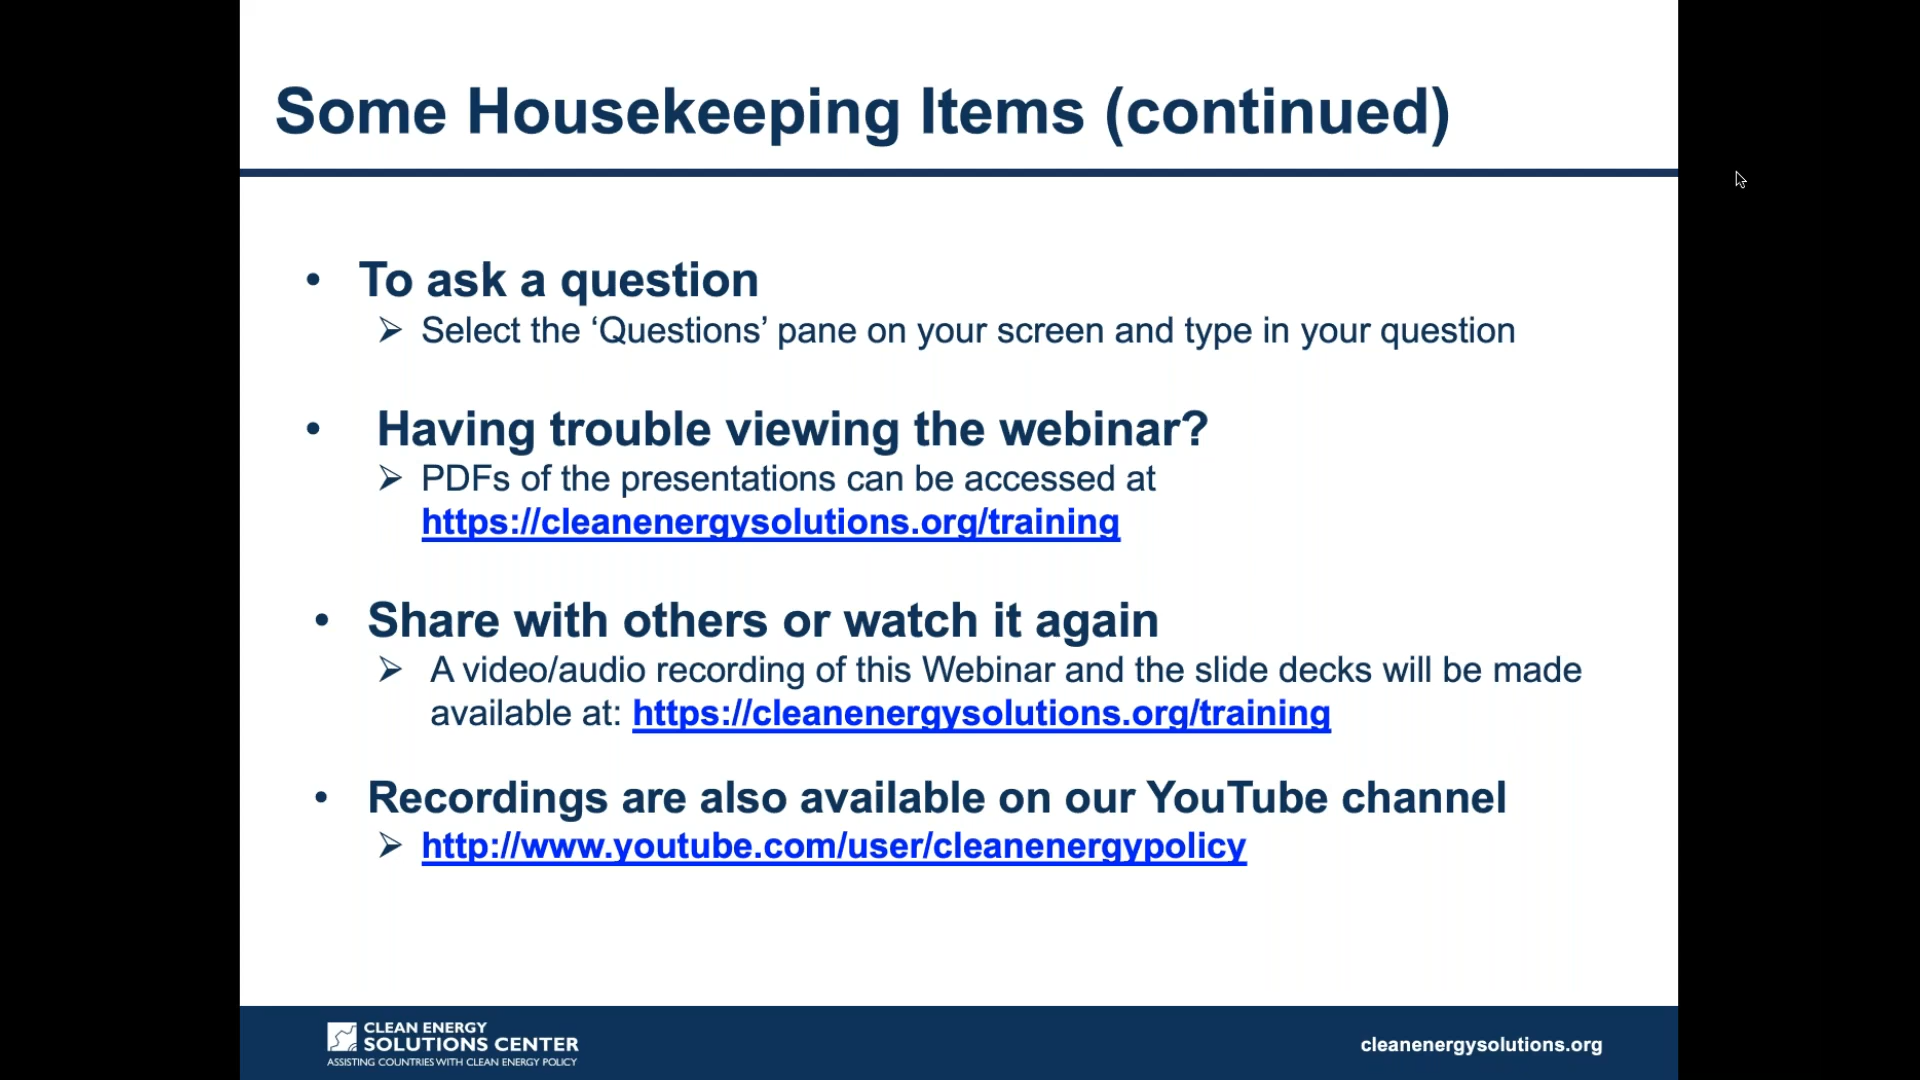 Some Housekeeping Items (continued)
• To ask a question
➢ Select the ‘Questions’ pane on your screen and type in your question
• Having trouble viewing the webinar?
➢ PDFs of the presentations can be accessed at
https://cleanenergysolutions.org/training
• Share with others or watch it again
➢ A video/audio recording of this Webinar and the slide decks will be made
available at: https://cleanenergysolutions.org/training
• Recordings are also available on our YouTube channel
➢ http://www.youtube.com/user/cleanenergypolicy
CLEAN ENERGY
SOLUTIONS CENTER
ASSISTING COUNTRIES WITH CLEAN ENERGY POLICY
cleanenergysolutions.org